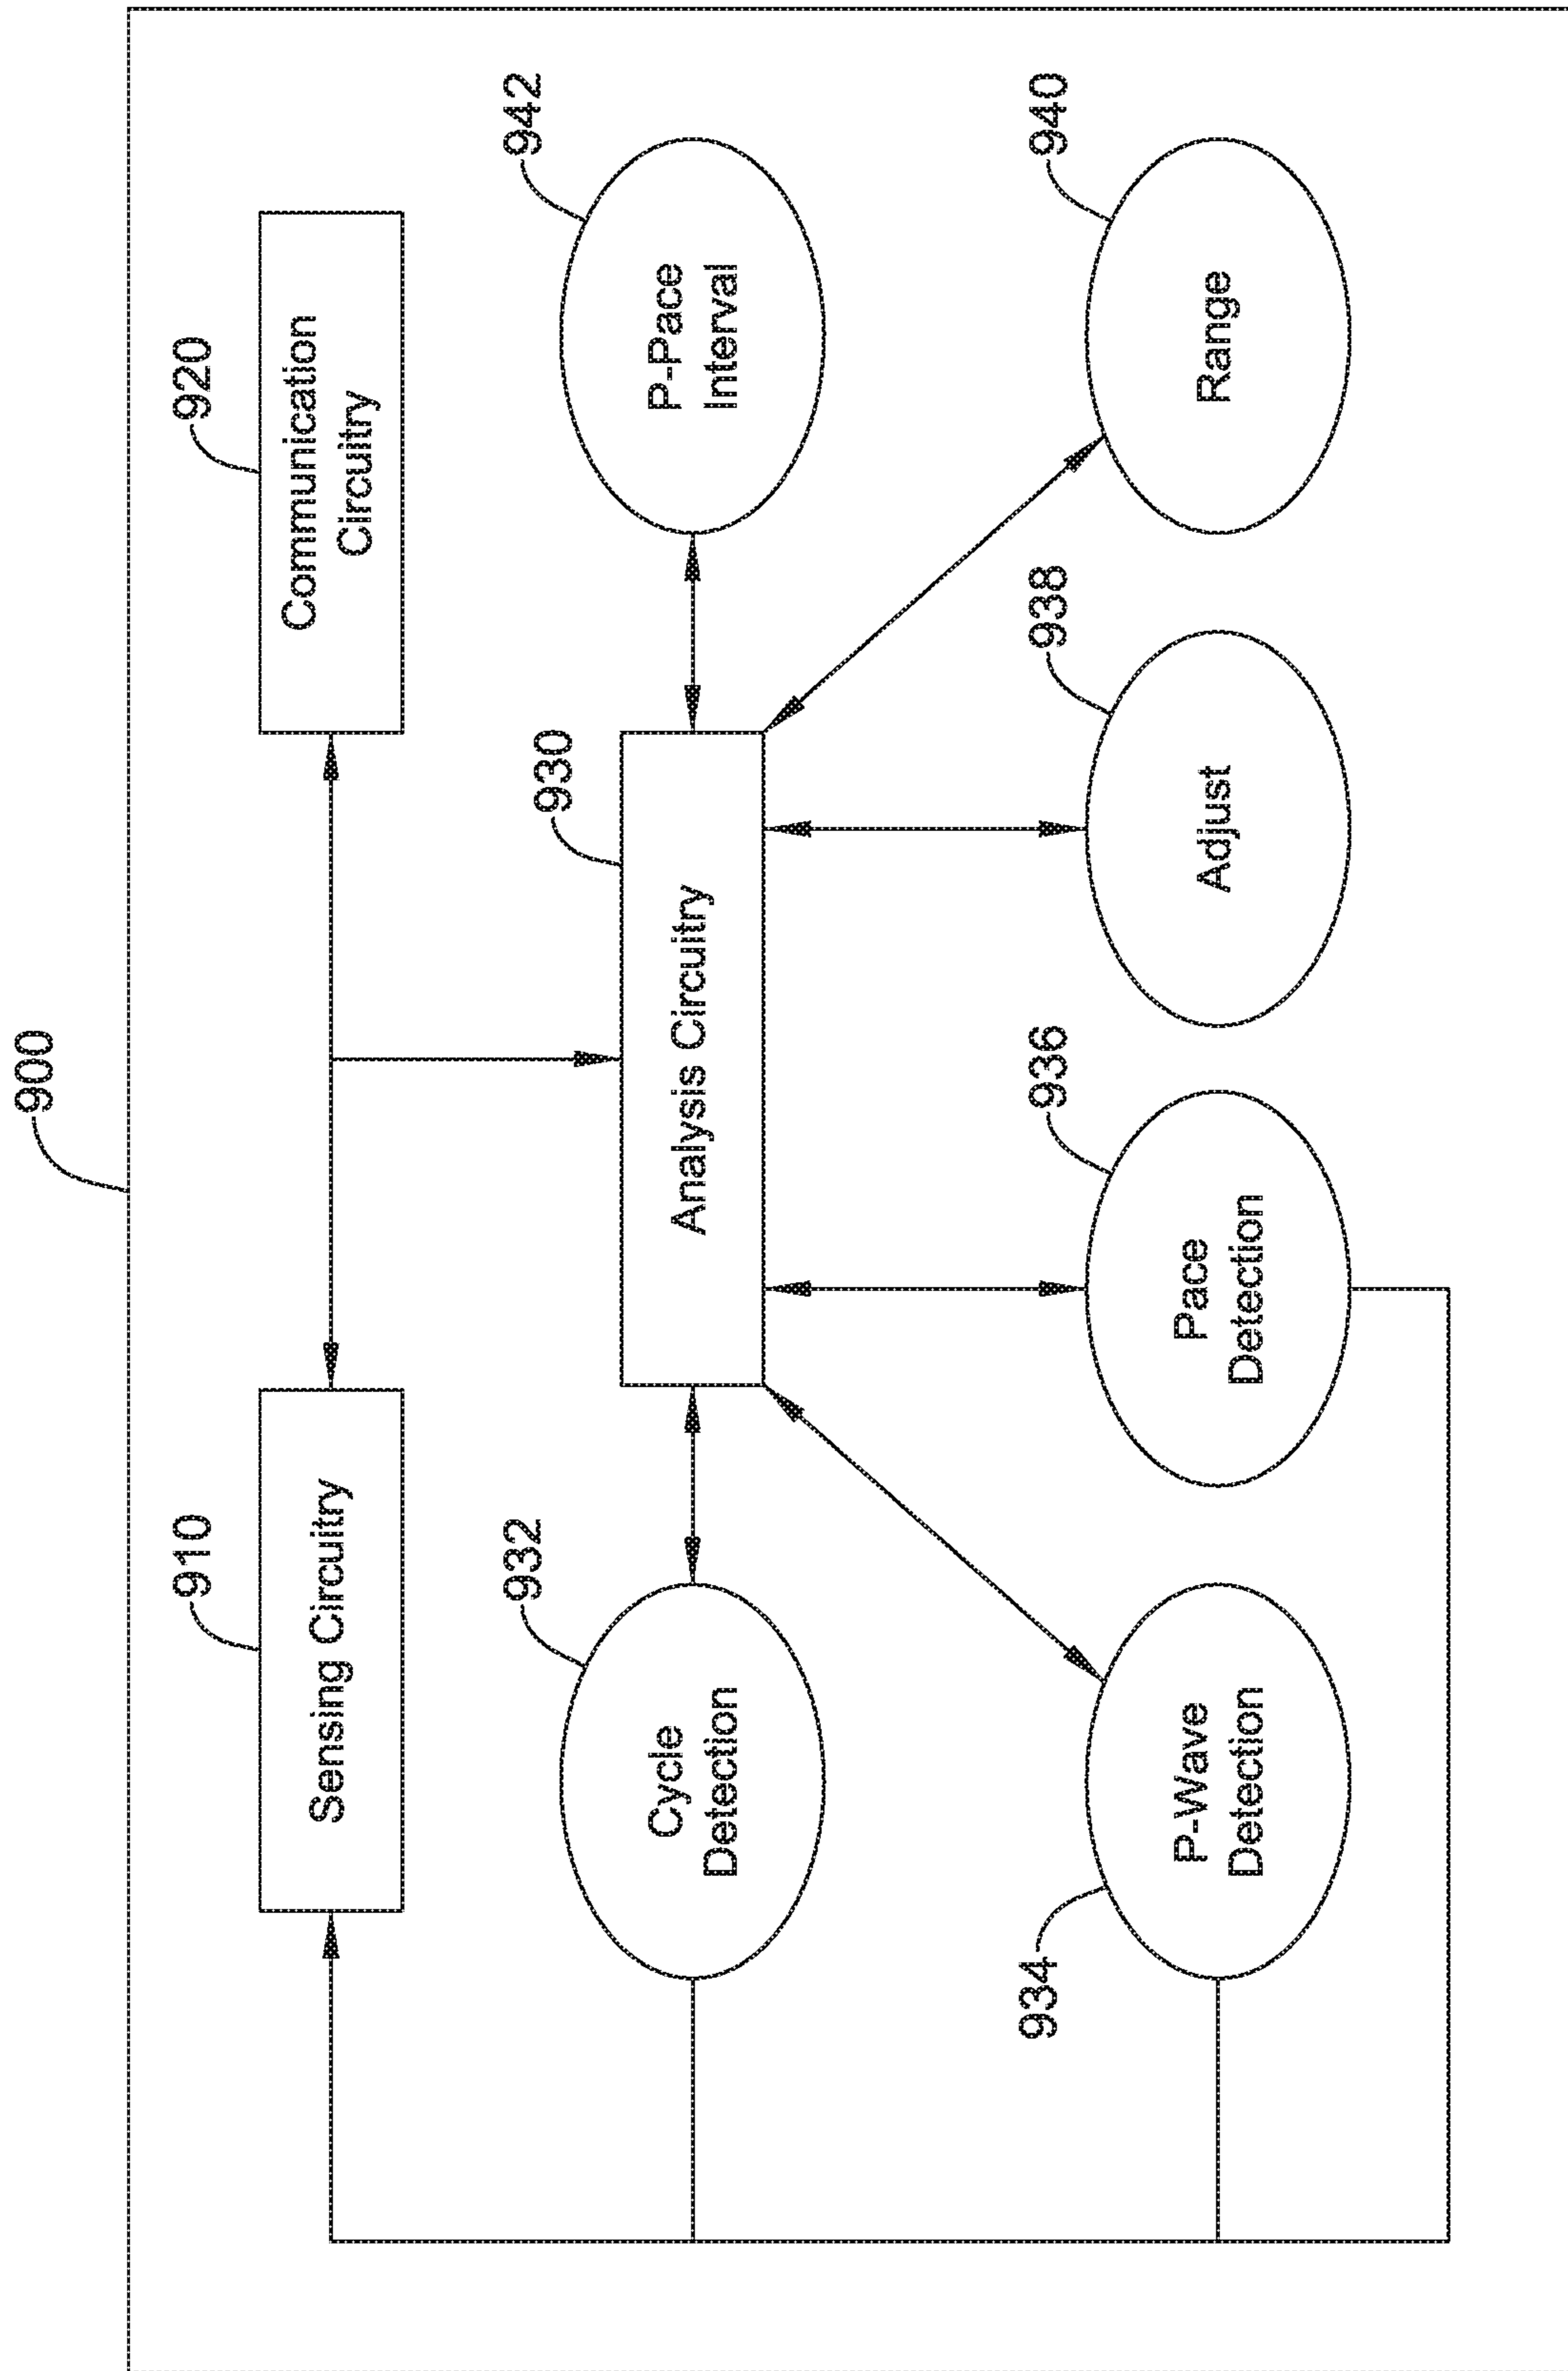 900
910
Sensing Circuitry
920
Communication
Circuitry
930
Analysis Circuitry
932
Cycle
Detection
942
P-Pace
Interval
934
P-Wave
Detection
936
Pace
Detection
938
Adjust
940
Range